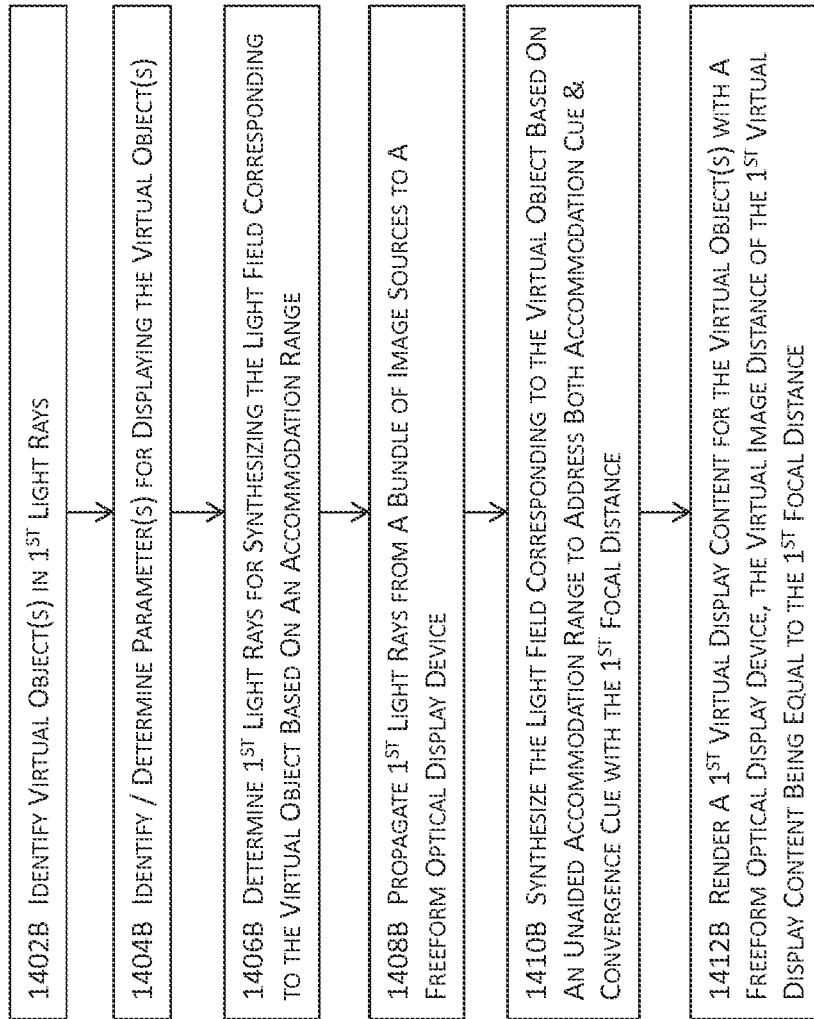 1402B IDENTIFY VIRTUAL OBJECT(S) IN 1ST LIGHT RAYS
1404B IDENTIFY / DETERMINE PARAMETER(S) FOR DISPLAYING THE VIRTUAL OBJECT(S)
1406B DETERMINE 1ST LIGHT RAYS FOR SYNTHESIZING THE LIGHT FIELD CORRESPONDING
TO THE VIRTUAL OBJECT BASED ON AN ACCOMMODATION RANGE
1408B PROPAGATE 1ST LIGHT RAYS FROM A BUNDLE OF IMAGE SOURCES TO A
FREEFORM OPTICAL DISPLAY DEVICE
1410B SYNTHESIZE THE LIGHT FIELD CORRESPONDING TO THE VIRTUAL OBJECT BASED ON
AN UNAIDED ACCOMMODATION RANGE TO ADDRESS BOTH ACCOMMODATION CUE &
CONVERGENCE CUE WITH THE 1ST FOCAL DISTANCE
1412B RENDER A 1ST VIRTUAL DISPLAY CONTENT FOR THE VIRTUAL OBJECT(S) WITH A
FREEFORM OPTICAL DISPLAY DEVICE, THE VIRTUAL IMAGE DISTANCE OF THE 1ST VIRTUAL
DISPLAY CONTENT BEING EQUAL TO THE 1ST FOCAL DISTANCE